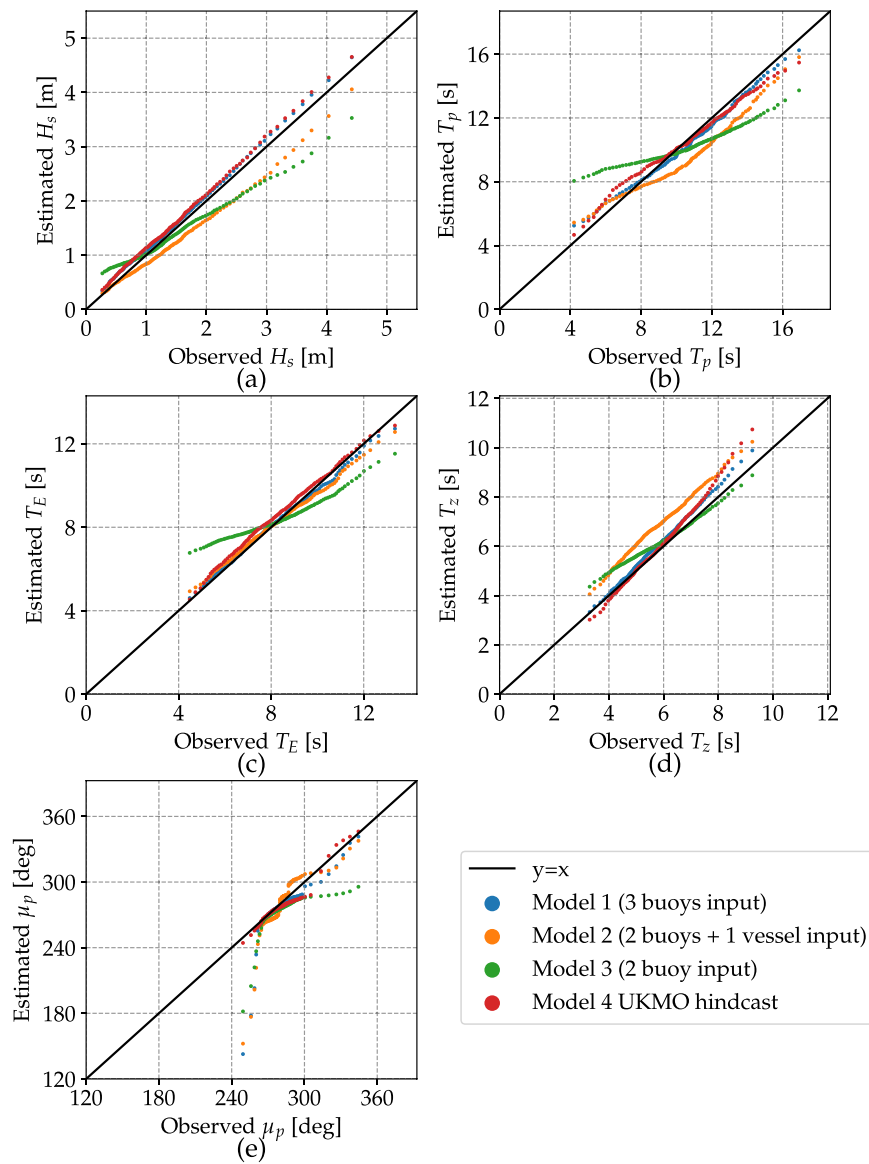 5
4
3
2
1
0
Estimated H_s [m]
0 1 2 3 4 5
Observed H_s [m]
(a)
16
12
8
4
0
Estimated T_p [s]
0 4 8 12 16
Observed T_p [s]
(b)
12
8
4
0
Estimated T_E [s]
0 4 8 12
Observed T_E [s]
(c)
12
10
8
6
4
2
0
Estimated T_z [s]
0 2 4 6 8 10 12
Observed T_z [s]
(d)
360
300
240
180
120
Estimated μ_p [deg]
120 180 240 300 360
Observed μ_p [deg]
(e)
y=x
Model 1 (3 buoys input)
Model 2 (2 buoys + 1 vessel input)
Model 3 (2 buoy input)
Model 4 UKMO hindcast